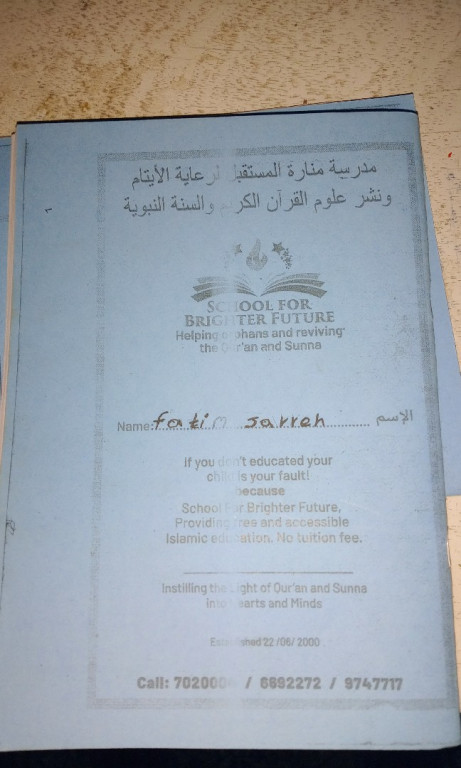 مدرسة منارة المستقبل لرعاية الأيتام
ونشر علوم القرآن الكريم والسنة النبوية
SCHOOL FOR
BRIGHTER FUTURE
Helping orphans and reviving
the Qur'an and Sunna
Name: fatim sarreh الإسم
If you don't educated your
child is your fault!
because
School For Brighter Future,
Providing free and accessible
Islamic education. No tuition fee.
Instilling the Light of Qur'an and Sunna
into Hearts and Minds
Established 22 /06/ 2000
Call: / 6692272 / 9747717